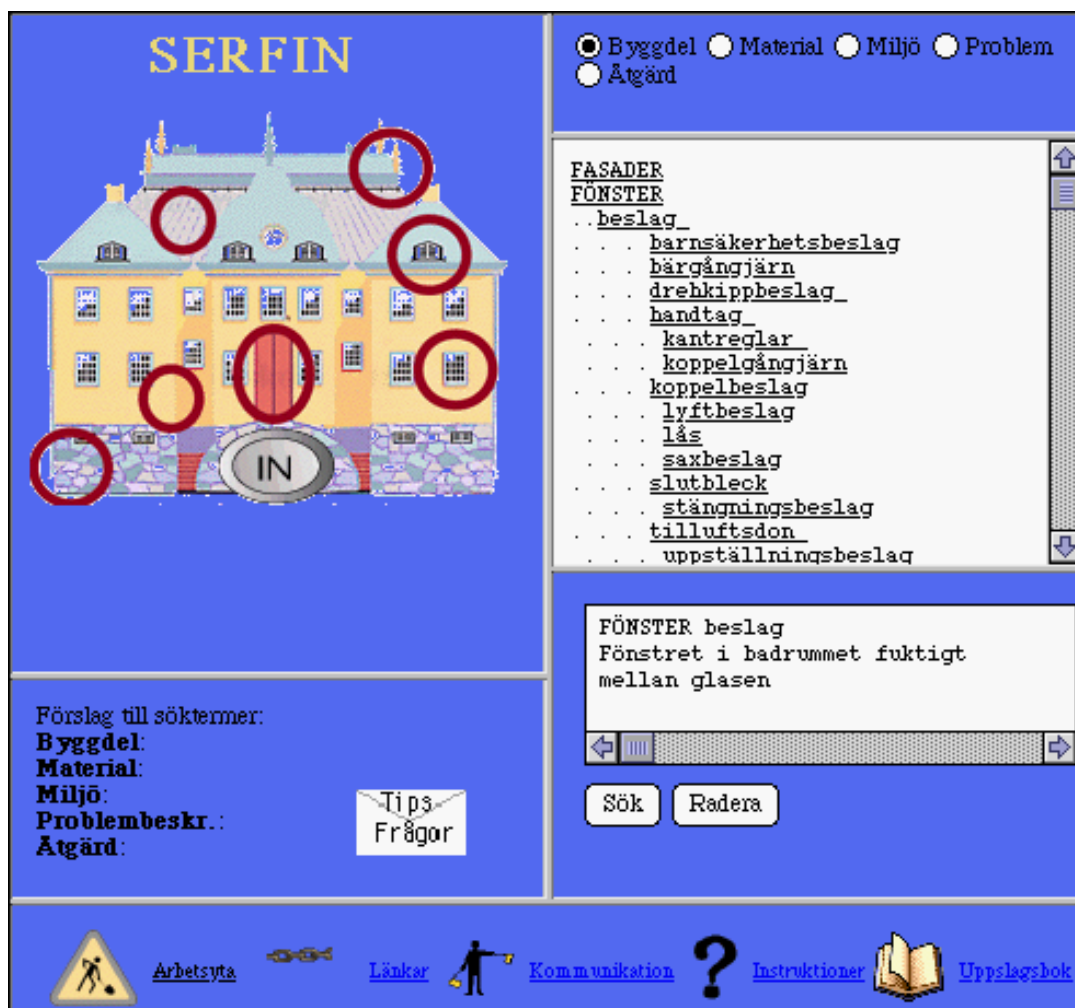 SERFIN
IN
Byggdel Material Miljö Problem
Åtgärd
FASADER
FÖNSTER
..beslag
. . . barnsäkerhetsbeslag
. . . bärgångjärn
. . . drehkippbeslag
. . . handtag
. . . kantreglar
. . . koppelgångjärn
. . . koppelbeslag
. . . lyftbeslag
. . . lås
. . . saxbeslag
. . . slutbleck
. . . stängningsbeslag
. . . tilluftsdon
. . . uppställningsbeslag
FÖNSTER beslag
Fönstret i badrummet fuktigt
mellan glasen
Sök Radera
Förslag till söktermer:
Byggdel:
Material:
Miljö:
Problembeskr.:
Åtgärd:
Tips
Frågor
Arbetsyta Länkar Kommunikation Instruktioner Uppslagsbok